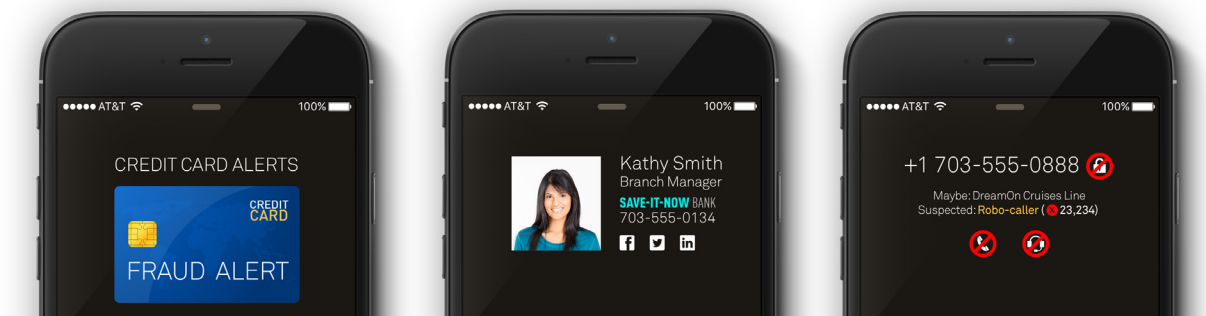 AT&T 100%
CREDIT CARD ALERTS
CREDIT
CARD
FRAUD ALERT
AT&T 100%
Kathy Smith
Branch Manager
SAVE-IT-NOW BANK
703-555-0134
f in
AT&T 100%
+1 703-555-0888
Maybe: DreamOn Cruises Line
Suspected: Robo-caller (x 23,234)